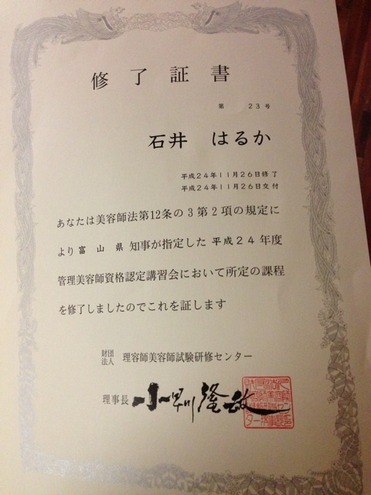 修了証書
第 23号
石井 はるか
平成24年11月26日修了
平成24年11月26日交付
あなたは美容師法第12条の3第2項の規定に
より富山県知事が指定した平成24年度
管理美容師資格認定講習会において所定の課程
を修了しましたのでこれを証します
財団法人 理容師美容師試験研修センター
理事長